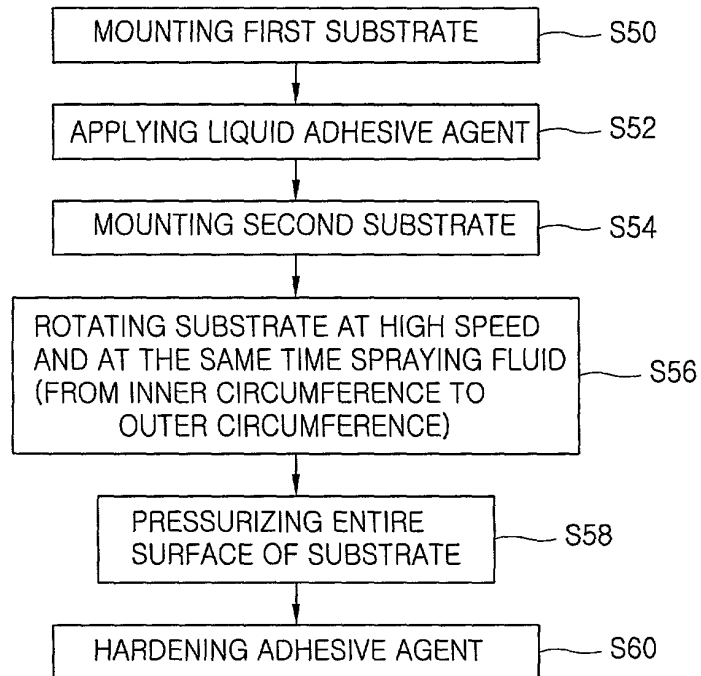 MOUNTING FIRST SUBSTRATE S50
APPLYING LIQUID ADHESIVE AGENT S52
MOUNTING SECOND SUBSTRATE S54
ROTATING SUBSTRATE AT HIGH SPEED
AND AT THE SAME TIME SPRAYING FLUID
(FROM INNER CIRCUMFERENCE TO
OUTER CIRCUMFERENCE)
S56
PRESSURIZING ENTIRE
SURFACE OF SUBSTRATE
S58
HARDENING ADHESIVE AGENT S60